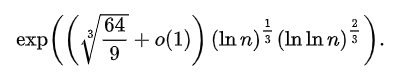 exp((∛(64/9) + o(1))(ln n)^(1/3)(ln ln n)^(2/3)).